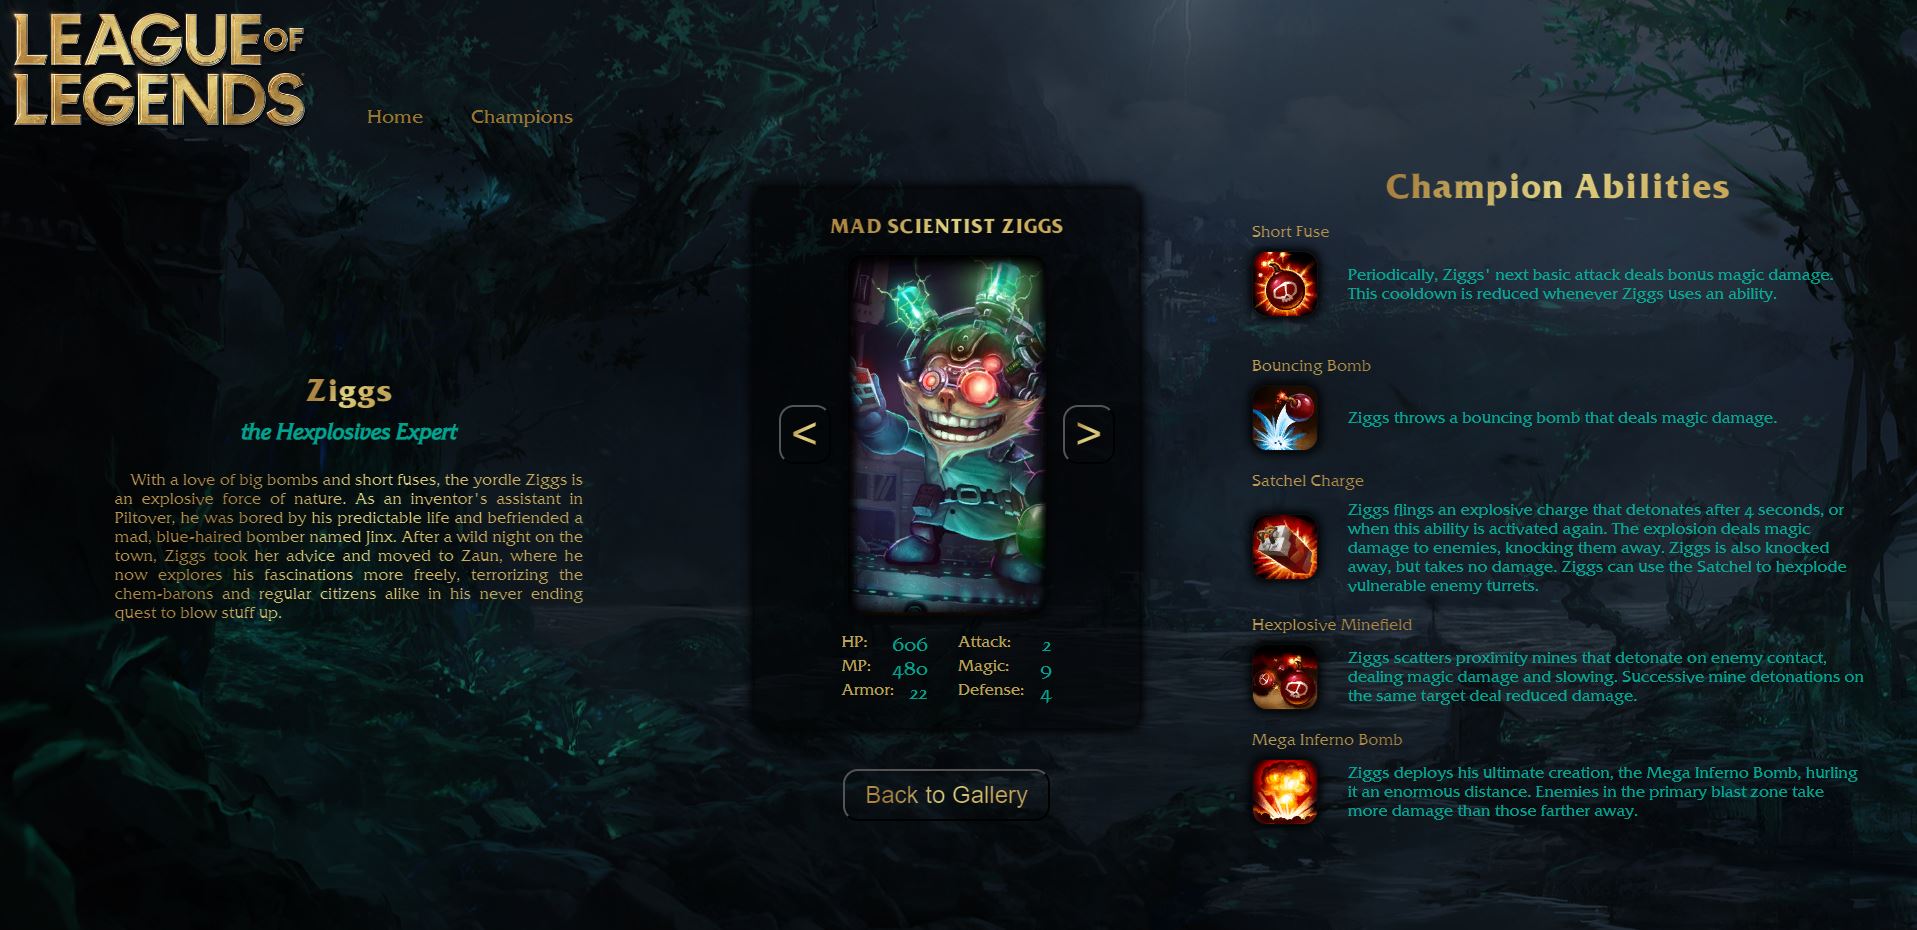 LEAGUE OF
LEGENDS
Home
Champions
Ziggs
the Hexplosives Expert
With a love of big bombs and short fuses, the yordle Ziggs is
an explosive force of nature. As an inventor's assistant in
Piltover, he was bored by his predictable life and befriended a
mad, blue-haired bomber named Jinx. After a wild night on the
town, Ziggs took her advice and moved to Zaun, where he
now explores his fascinations more freely, terrorizing the
chem-barons and regular citizens alike in his never ending
quest to blow stuff up.
MAD SCIENTIST ZIGGS
<
>
HP: 606 Attack: 2
MP: 480 Magic: 9
Armor: 22 Defense: 4
Back to Gallery
Champion Abilities
Short Fuse
Periodically, Ziggs' next basic attack deals bonus magic damage.
This cooldown is reduced whenever Ziggs uses an ability.
Bouncing Bomb
Ziggs throws a bouncing bomb that deals magic damage.
Satchel Charge
Ziggs flings an explosive charge that detonates after 4 seconds, or
when this ability is activated again. The explosion deals magic
damage to enemies, knocking them away. Ziggs is also knocked
away, but takes no damage. Ziggs can use the Satchel to hexplode
vulnerable enemy turrets.
Hexplosive Minefield
Ziggs scatters proximity mines that detonate on enemy contact,
dealing magic damage and slowing. Successive mine detonations on
the same target deal reduced damage.
Mega Inferno Bomb
Ziggs deploys his ultimate creation, the Mega Inferno Bomb, hurling
it an enormous distance. Enemies in the primary blast zone take
more damage than those farther away.